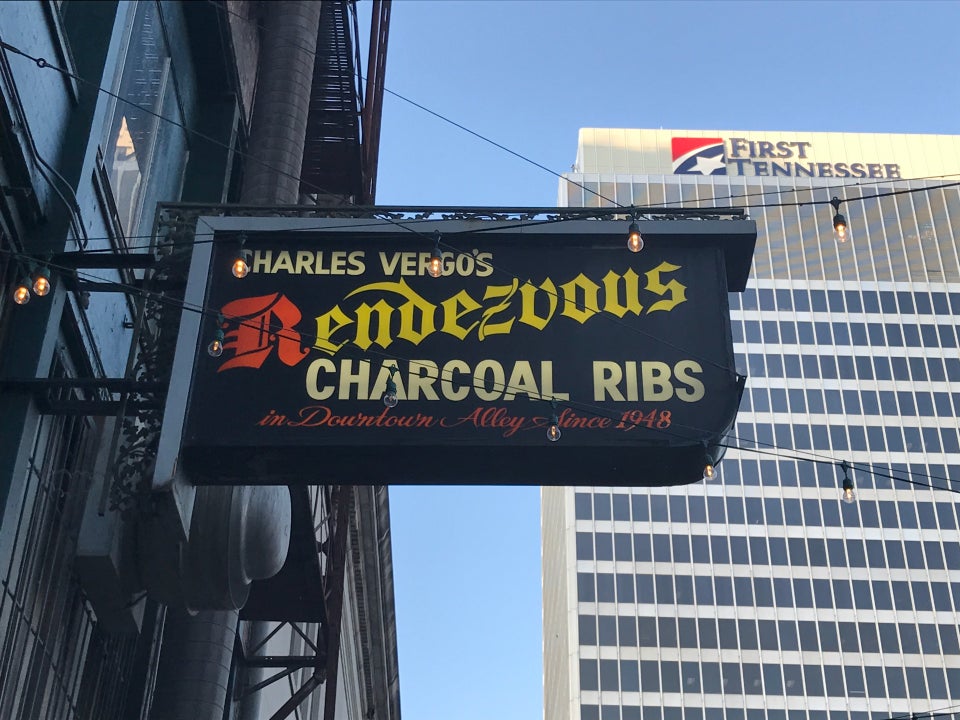 FIRST
TENNESSEE
CHARLES VERGO'S
Rendezvous
CHARCOAL RIBS
in Downtown Alley Since 1948